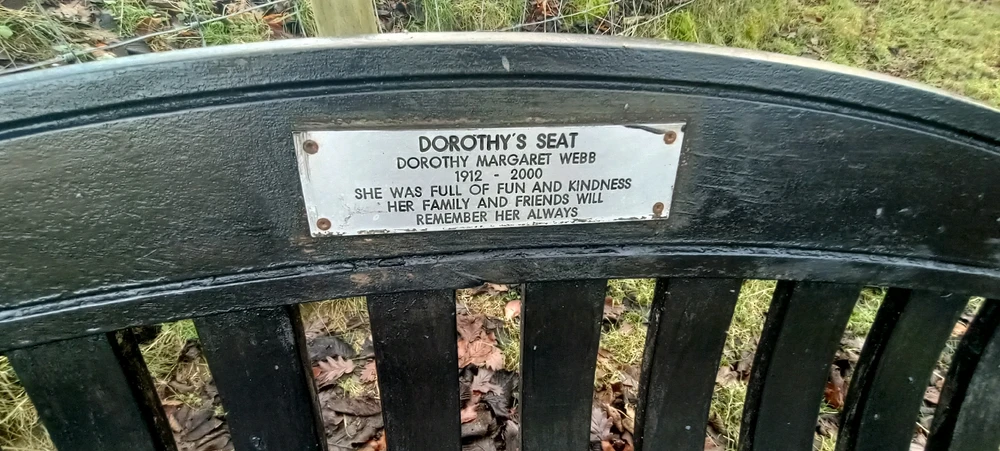 DOROTHY'S SEAT
DOROTHY MARGARET WEBB
1912 - 2000
SHE WAS FULL OF FUN AND KINDNESS
HER FAMILY AND FRIENDS WILL
REMEMBER HER ALWAYS